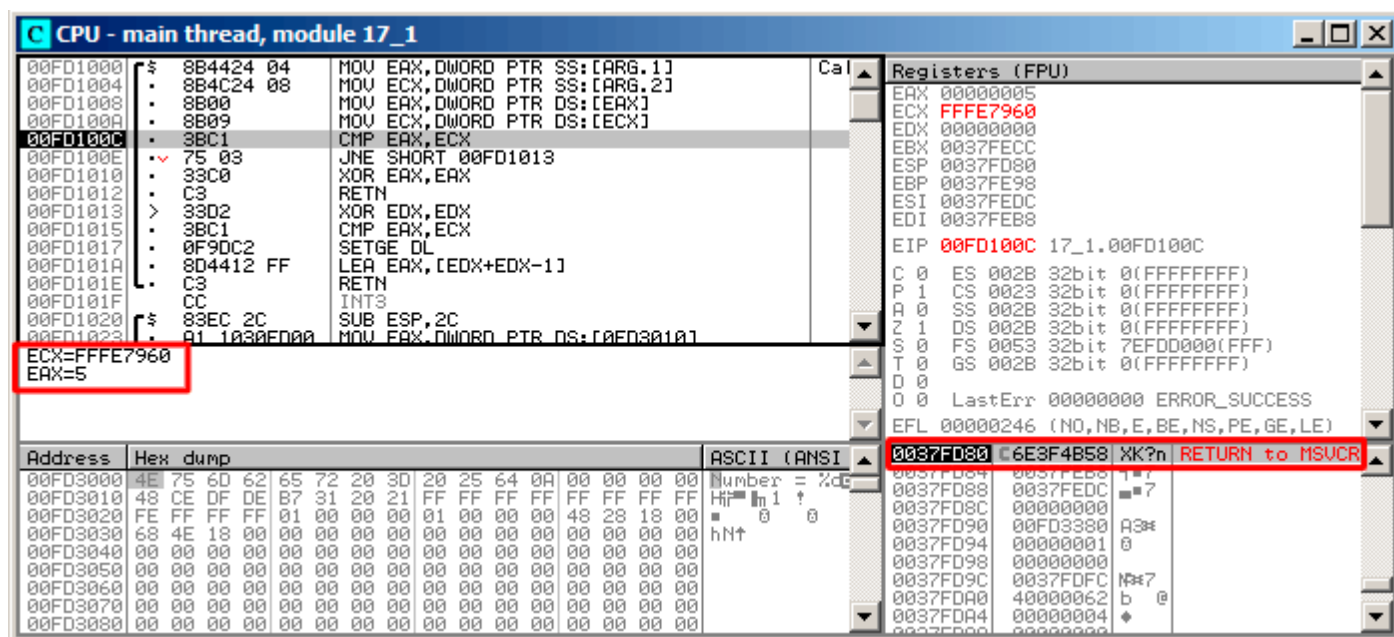 C CPU - main thread, module 17_1
00FD1000 $ 8B4424 04 MOV EAX,DWORD PTR SS:[ARG.1] Cal
00FD1004 . 8B4C24 08 MOV ECX,DWORD PTR SS:[ARG.2]
00FD1008 . 8B00 MOV EAX,DWORD PTR DS:[EAX]
00FD100A . 8B09 MOV ECX,DWORD PTR DS:[ECX]
00FD100C . 3BC1 CMP EAX,ECX
00FD100E . 75 03 JNE SHORT 00FD1013
00FD1010 . 33C0 XOR EAX,EAX
00FD1012 . C3 RETN
00FD1013 > 33D2 XOR EDX,EDX
00FD1015 . 3BC1 CMP EAX,ECX
00FD1017 . 0F9DC2 SETGE DL
00FD101A . 8D4412 FF LEA EAX,[EDX+EDX-1]
00FD101E . C3 RETN
00FD101F CC INT3
00FD1020 $ 83EC 2C SUB ESP,2C
00FD1023 . A1 1030FD00 MOV EAX,DWORD PTR DS:[0FD3010]
ECX=FFFE7960
EAX=5
Registers (FPU)
EAX 00000005
ECX FFFE7960
EDX 00000000
EBX 0037FECC
ESP 0037FD80
EBP 0037FE98
ESI 0037FEDC
EDI 0037FEB8
EIP 00FD100C 17_1.00FD100C
C 0 ES 002B 32bit 0(FFFFFFFF)
P 1 CS 0023 32bit 0(FFFFFFFF)
A 0 SS 002B 32bit 0(FFFFFFFF)
Z 1 DS 002B 32bit 0(FFFFFFFF)
S 0 FS 0053 32bit 7EFDD000(FFF)
T 0 GS 002B 32bit 0(FFFFFFFF)
D 0
O 0 LastErr 00000000 ERROR_SUCCESS
EFL 00000246 (NO,NB,E,BE,NS,PE,GE,LE)
Address Hex dump ASCII (ANSI
00FD3000 4E 75 6D 62 65 72 20 3D 20 25 64 0A 00 00 00 00 Number = %d
00FD3010 48 CE DF DE B7 31 20 21 FF FF FF FF FF FF FF FF
00FD3020 FE FF FF FF 01 00 00 00 01 00 00 00 48 28 18 00
00FD3030 68 4E 18 00 00 00 00 00 00 00 00 00 00 00 00 00 hN↑
00FD3040 00 00 00 00 00 00 00 00 00 00 00 00 00 00 00 00
00FD3050 00 00 00 00 00 00 00 00 00 00 00 00 00 00 00 00
00FD3060 00 00 00 00 00 00 00 00 00 00 00 00 00 00 00 00
00FD3070 00 00 00 00 00 00 00 00 00 00 00 00 00 00 00 00
00FD3080 00 00 00 00 00 00 00 00 00 00 00 00 00 00 00 00
0037FD80 6E3F4B58 XK?n RETURN to MSVCR
0037FD84 0037FEB8
0037FD88 0037FEDC
0037FD8C 00000000
0037FD90 00FD3380
0037FD94 00000001
0037FD98 00000000
0037FD9C 0037FDFC
0037FDA0 40000062 b @
0037FDA4 00000004 ♦